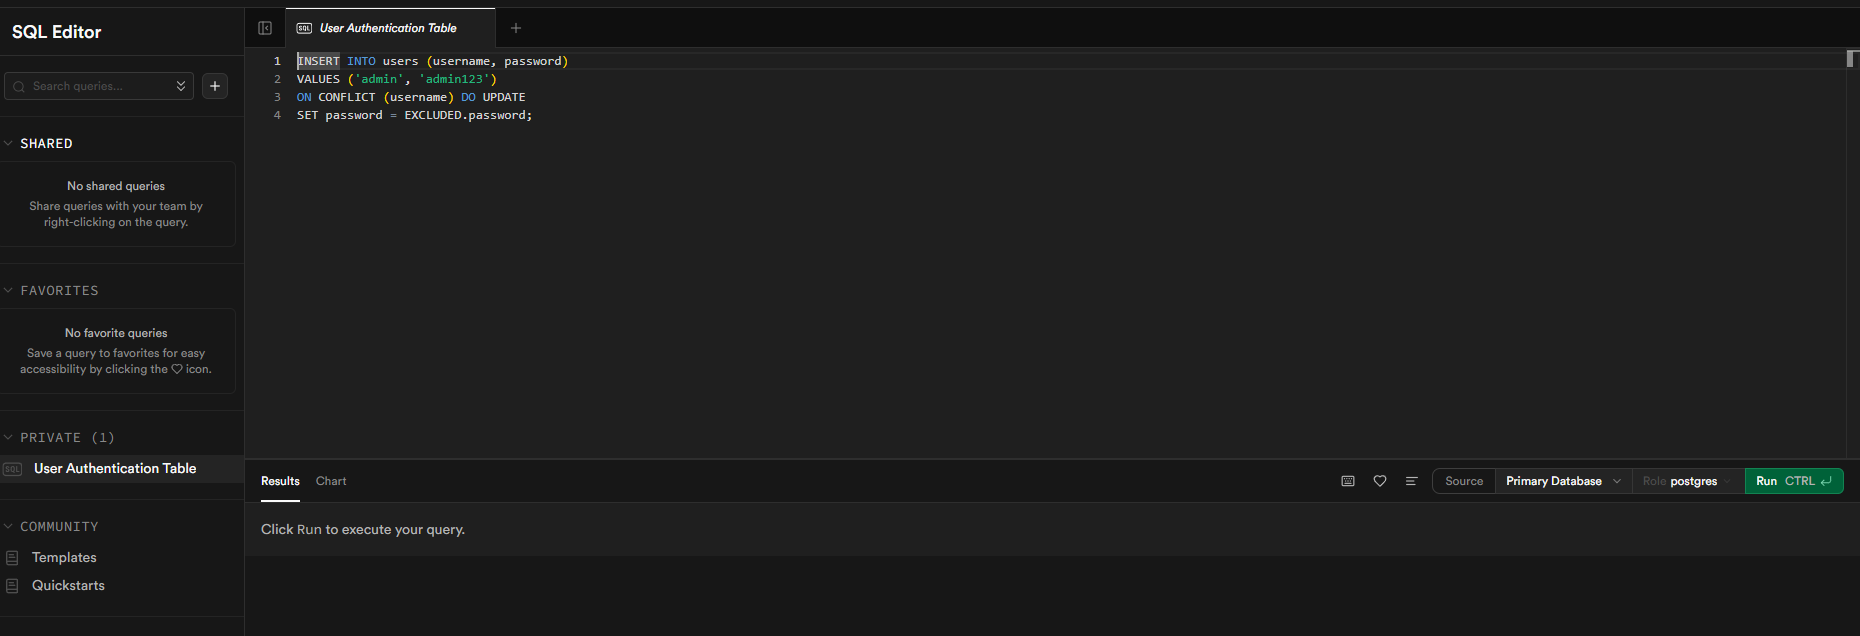 SQL Editor
Search queries...
SHARED
No shared queries
Share queries with your team by
right-clicking on the query.
FAVORITES
No favorite queries
Save a query to favorites for easy
accessibility by clicking the ♡ icon.
PRIVATE (1)
SQL User Authentication Table
COMMUNITY
Templates
Quickstarts
SQL User Authentication Table +
1 INSERT INTO users (username, password)
2 VALUES ('admin', 'admin123')
3 ON CONFLICT (username) DO UPDATE
4 SET password = EXCLUDED.password;
Results Chart
Source Primary Database Role postgres Run CTRL ↵
Click Run to execute your query.